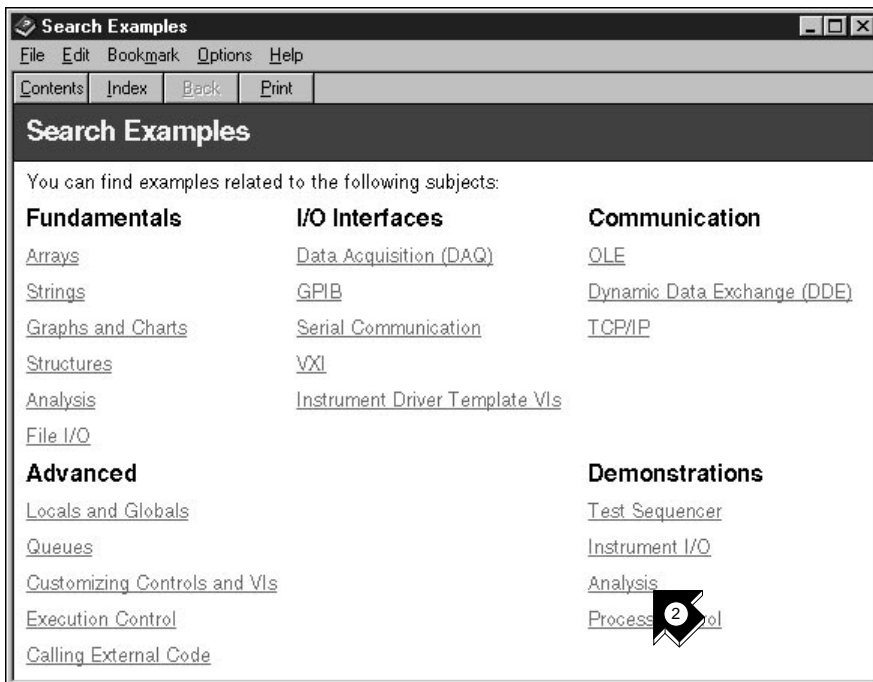 Search Examples
File Edit Bookmark Options Help
Contents Index Back Print
Search Examples
You can find examples related to the following subjects:
Fundamentals
Arrays
Strings
Graphs and Charts
Structures
Analysis
File I/O
I/O Interfaces
Data Acquisition (DAQ)
GPIB
Serial Communication
VXI
Instrument Driver Template VIs
Communication
OLE
Dynamic Data Exchange (DDE)
TCP/IP
Advanced
Locals and Globals
Queues
Customizing Controls and VIs
Execution Control
Calling External Code
Demonstrations
Test Sequencer
Instrument I/O
Analysis
Process
2